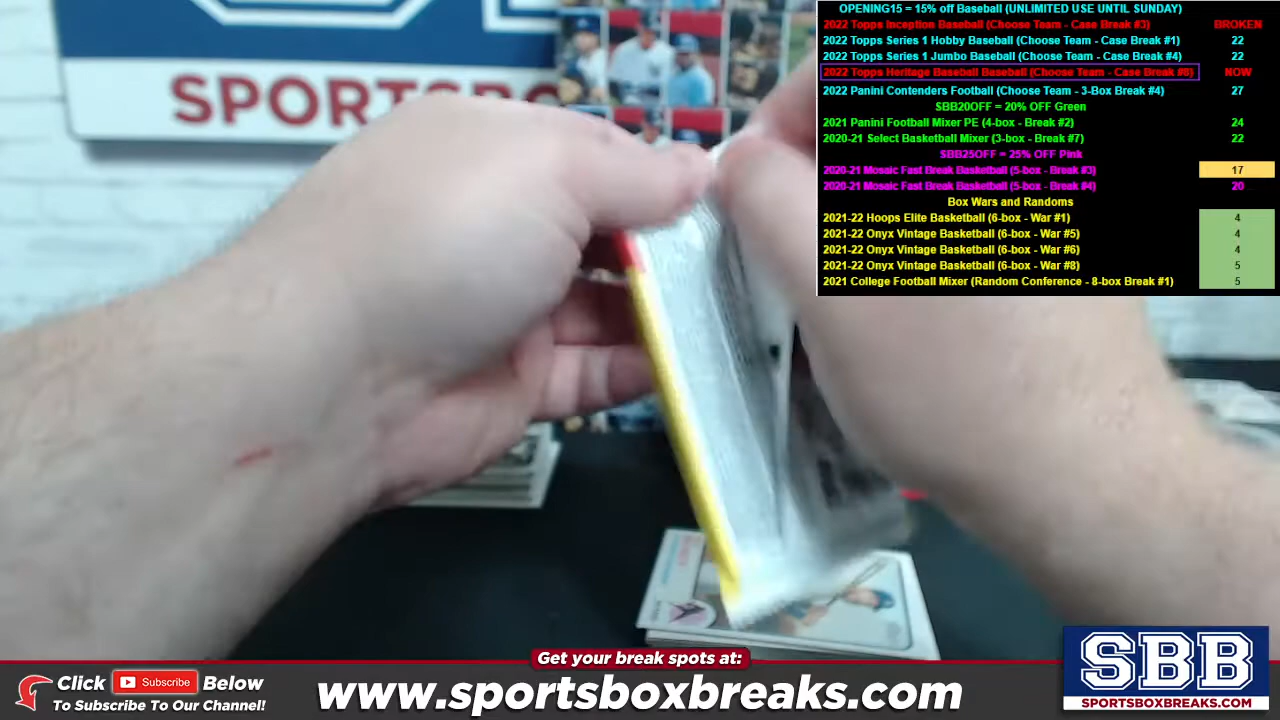 OPENING15 = 15% off Baseball (UNLIMITED USE UNTIL SUNDAY)
2022 Topps Inception Baseball (Choose Team - Case Break #3) BROKEN
2022 Topps Series 1 Hobby Baseball (Choose Team - Case Break #1) 22
2022 Topps Series 1 Jumbo Baseball (Choose Team - Case Break #4) 22
2022 Topps Heritage Baseball Baseball (Choose Team - Case Break #8) NOW
2022 Panini Contenders Football (Choose Team - 3-Box Break #4) 27
SBB20OFF = 20% OFF Green
2021 Panini Football Mixer PE (4-box - Break #2) 24
2020-21 Select Basketball Mixer (3-box - Break #7) 22
SBB25OFF = 25% OFF Pink
2020-21 Mosaic Fast Break Basketball (5-box - Break #3) 17
2020-21 Mosaic Fast Break Basketball (5-box - Break #4) 20
Box Wars and Randoms
2021-22 Hoops Elite Basketball (6-box - War #1) 4
2021-22 Onyx Vintage Basketball (6-box - War #5) 4
2021-22 Onyx Vintage Basketball (6-box - War #6) 4
2021-22 Onyx Vintage Basketball (6-box - War #8) 5
2021 College Football Mixer (Random Conference - 8-box Break #1) 5
SPORTS
Get your break spots at:
Click Subscribe Below
To Subscribe To Our Channel!
www.sportsboxbreaks.com
SBB
SPORTSBOXBREAKS.COM